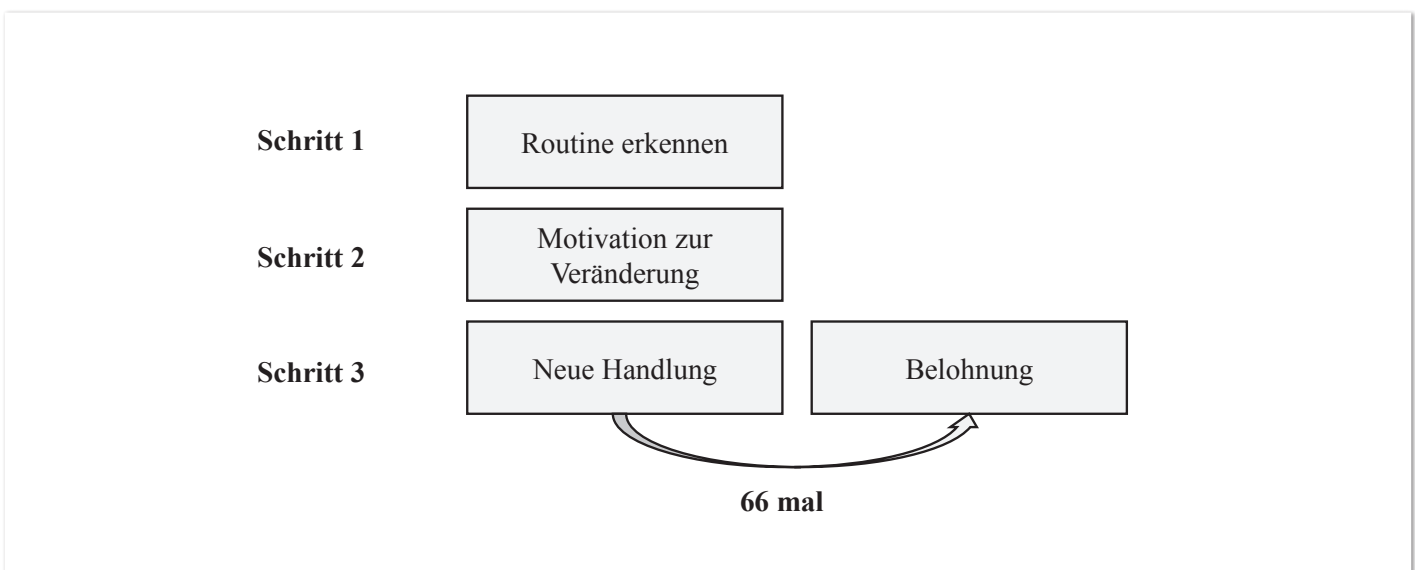 Schritt 1
Routine erkennen
Schritt 2
Motivation zur
Veränderung
Schritt 3
Neue Handlung
Belohnung
66 mal